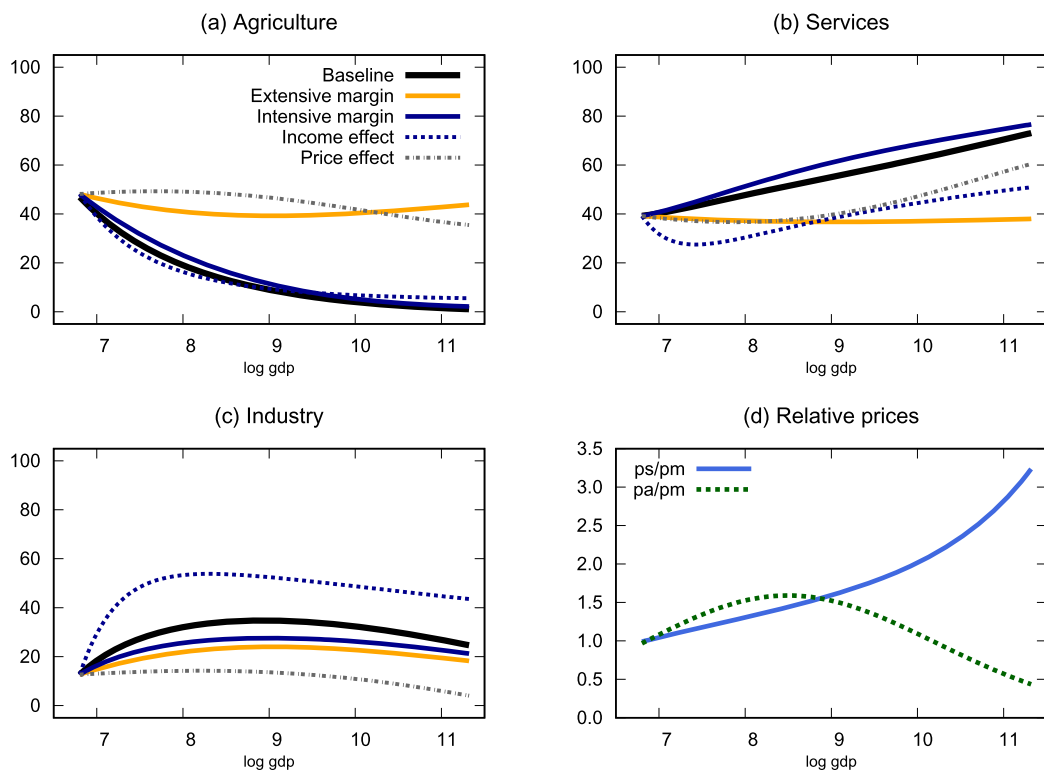 (a) Agriculture
100
80
60
40
20
0
Baseline
Extensive margin
Intensive margin
Income effect
Price effect
7 8 9 10 11
log gdp
(b) Services
100
80
60
40
20
0
7 8 9 10 11
log gdp
(c) Industry
100
80
60
40
20
0
7 8 9 10 11
log gdp
(d) Relative prices
3.5
3.0
2.5
2.0
1.5
1.0
0.5
0.0
ps/pm
pa/pm
7 8 9 10 11
log gdp